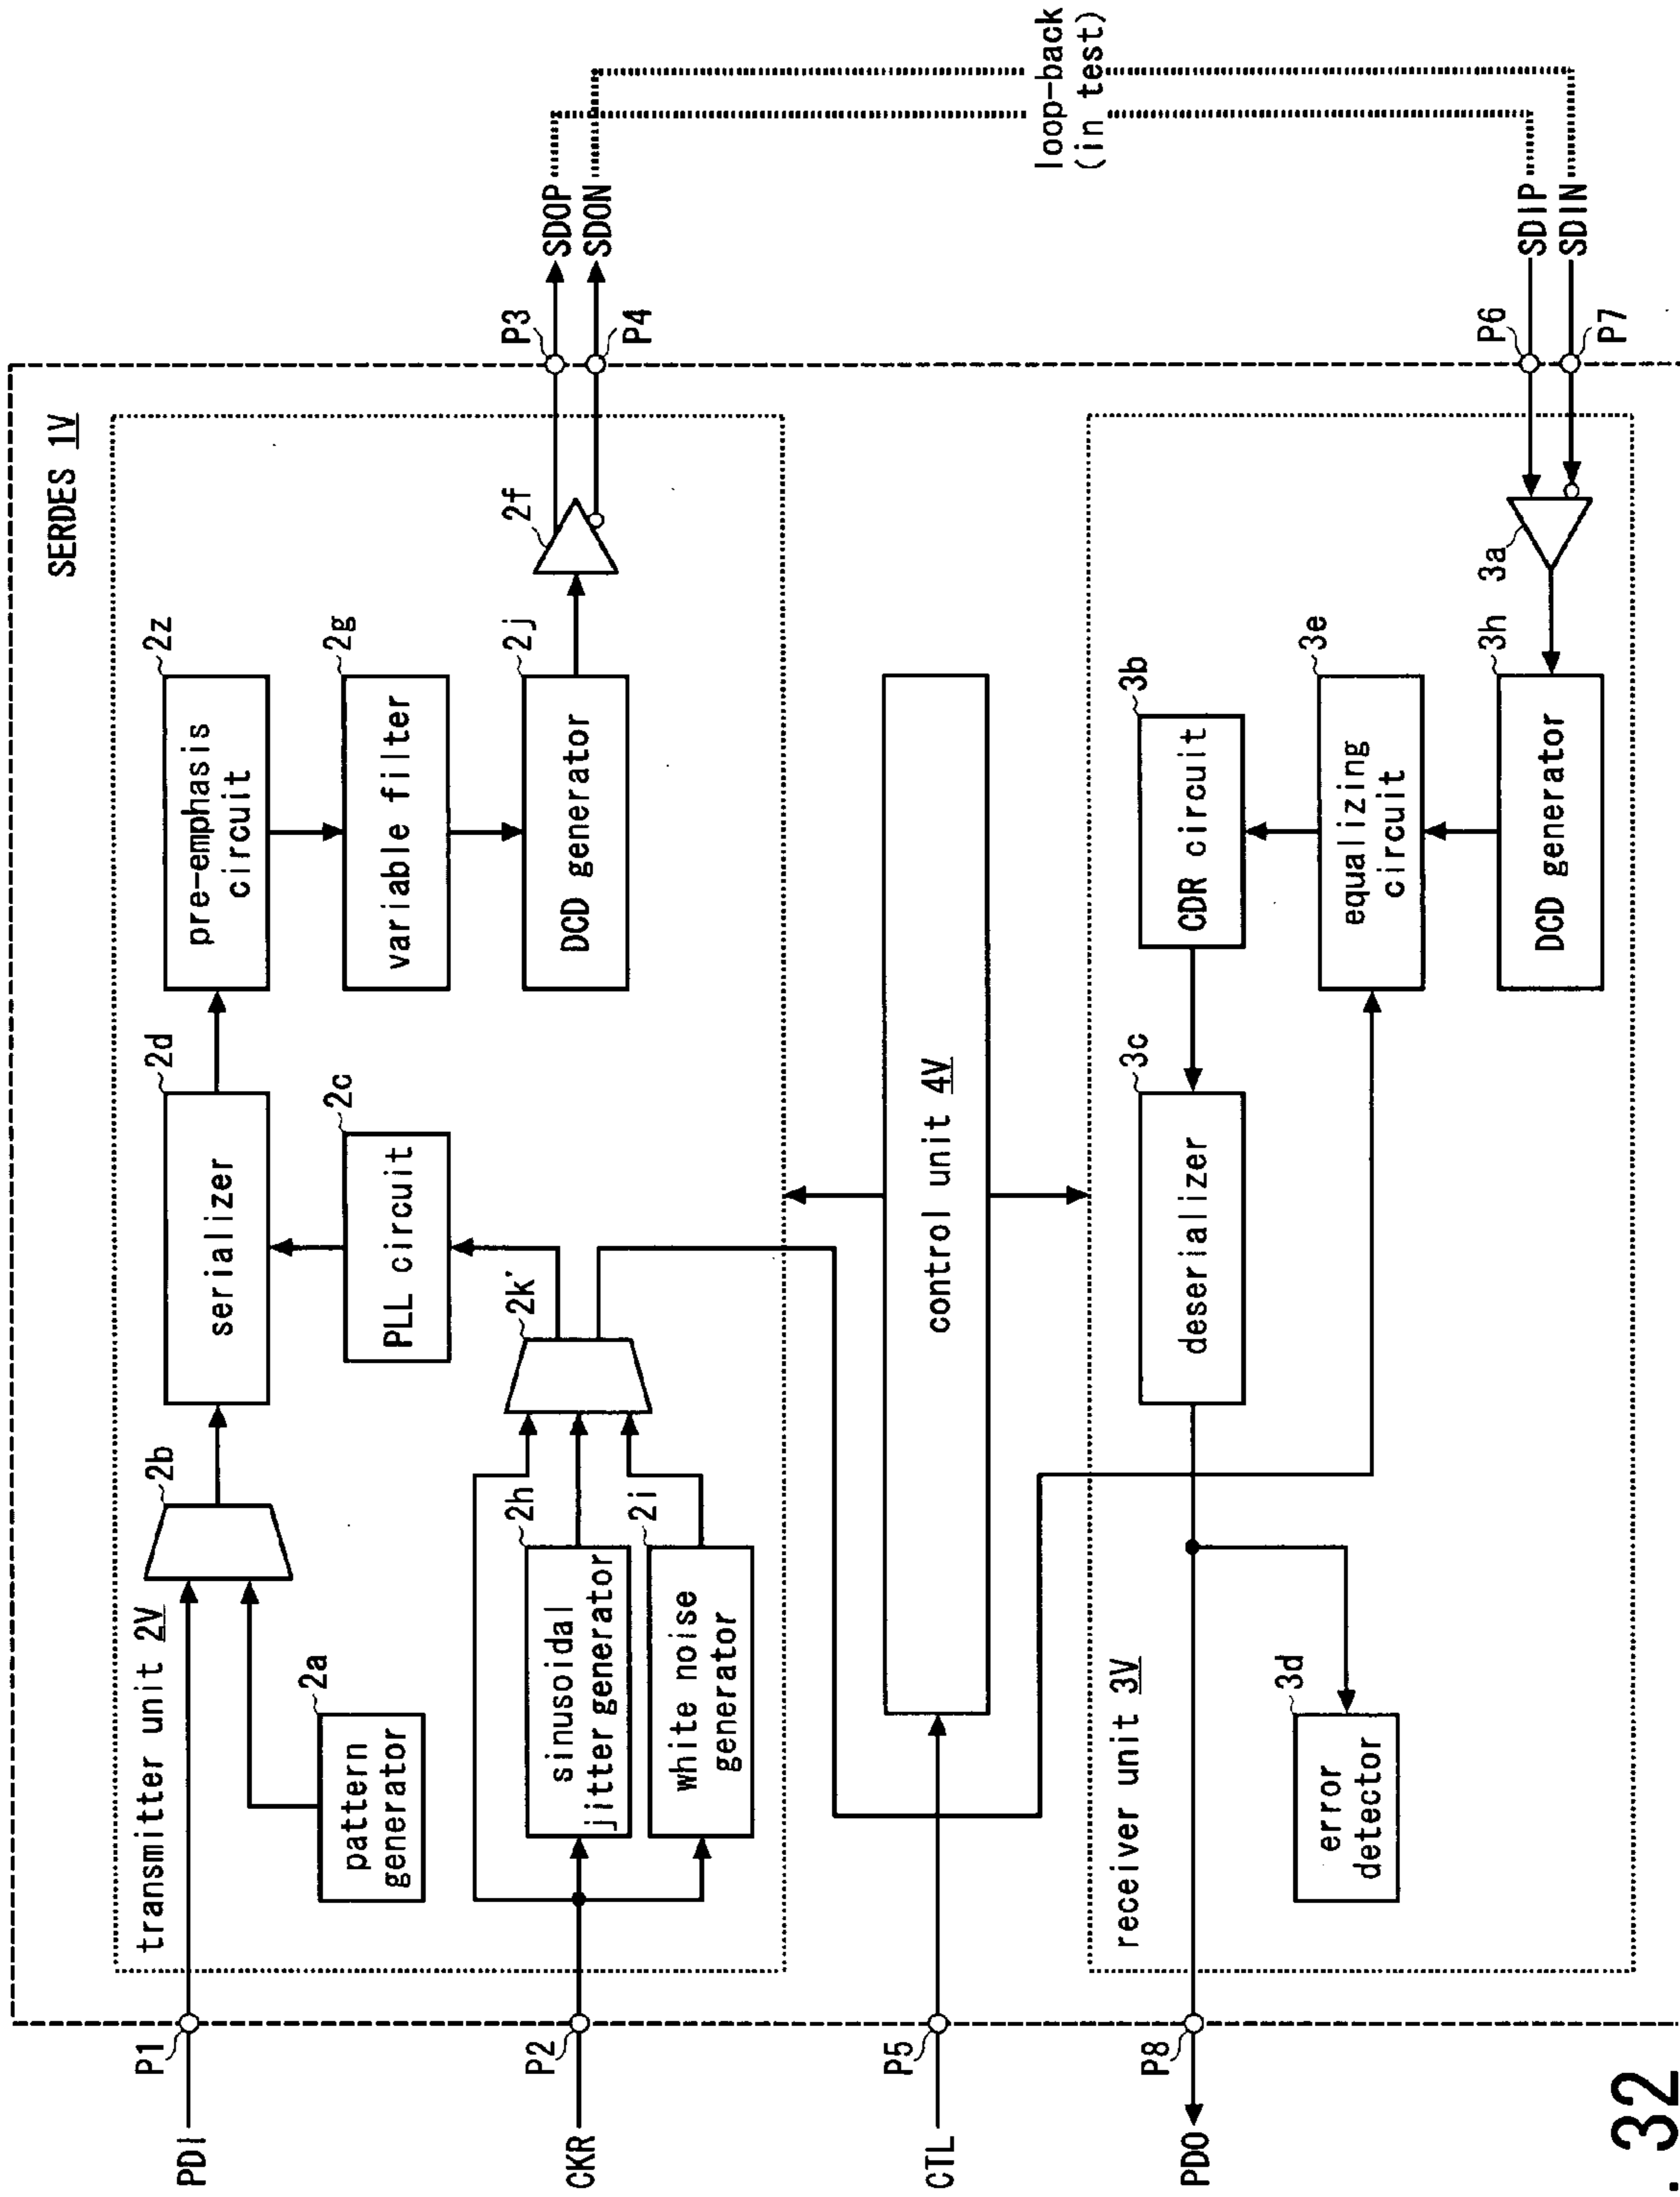 SERDES 1V
transmitter unit 2V
PDI
P1
pattern
generator
2a
2b
serializer
2d
pre-emphasis
circuit
2z
PLL circuit
2c
variable filter
2g
DCD generator
2j
2f
P3
P4
SDOP
SDON
CKR
P2
sinusoidal
jitter generator
2h
white noise
generator
2i
2k'
loop-back
(in test)
CTL
P5
control unit 4V
receiver unit 3V
PDO
P8
error
detector
3d
deserializer
3c
CDR circuit
3b
equalizing
circuit
3e
DCD generator
3h
3a
P6
P7
SDIP
SDIN
. 32